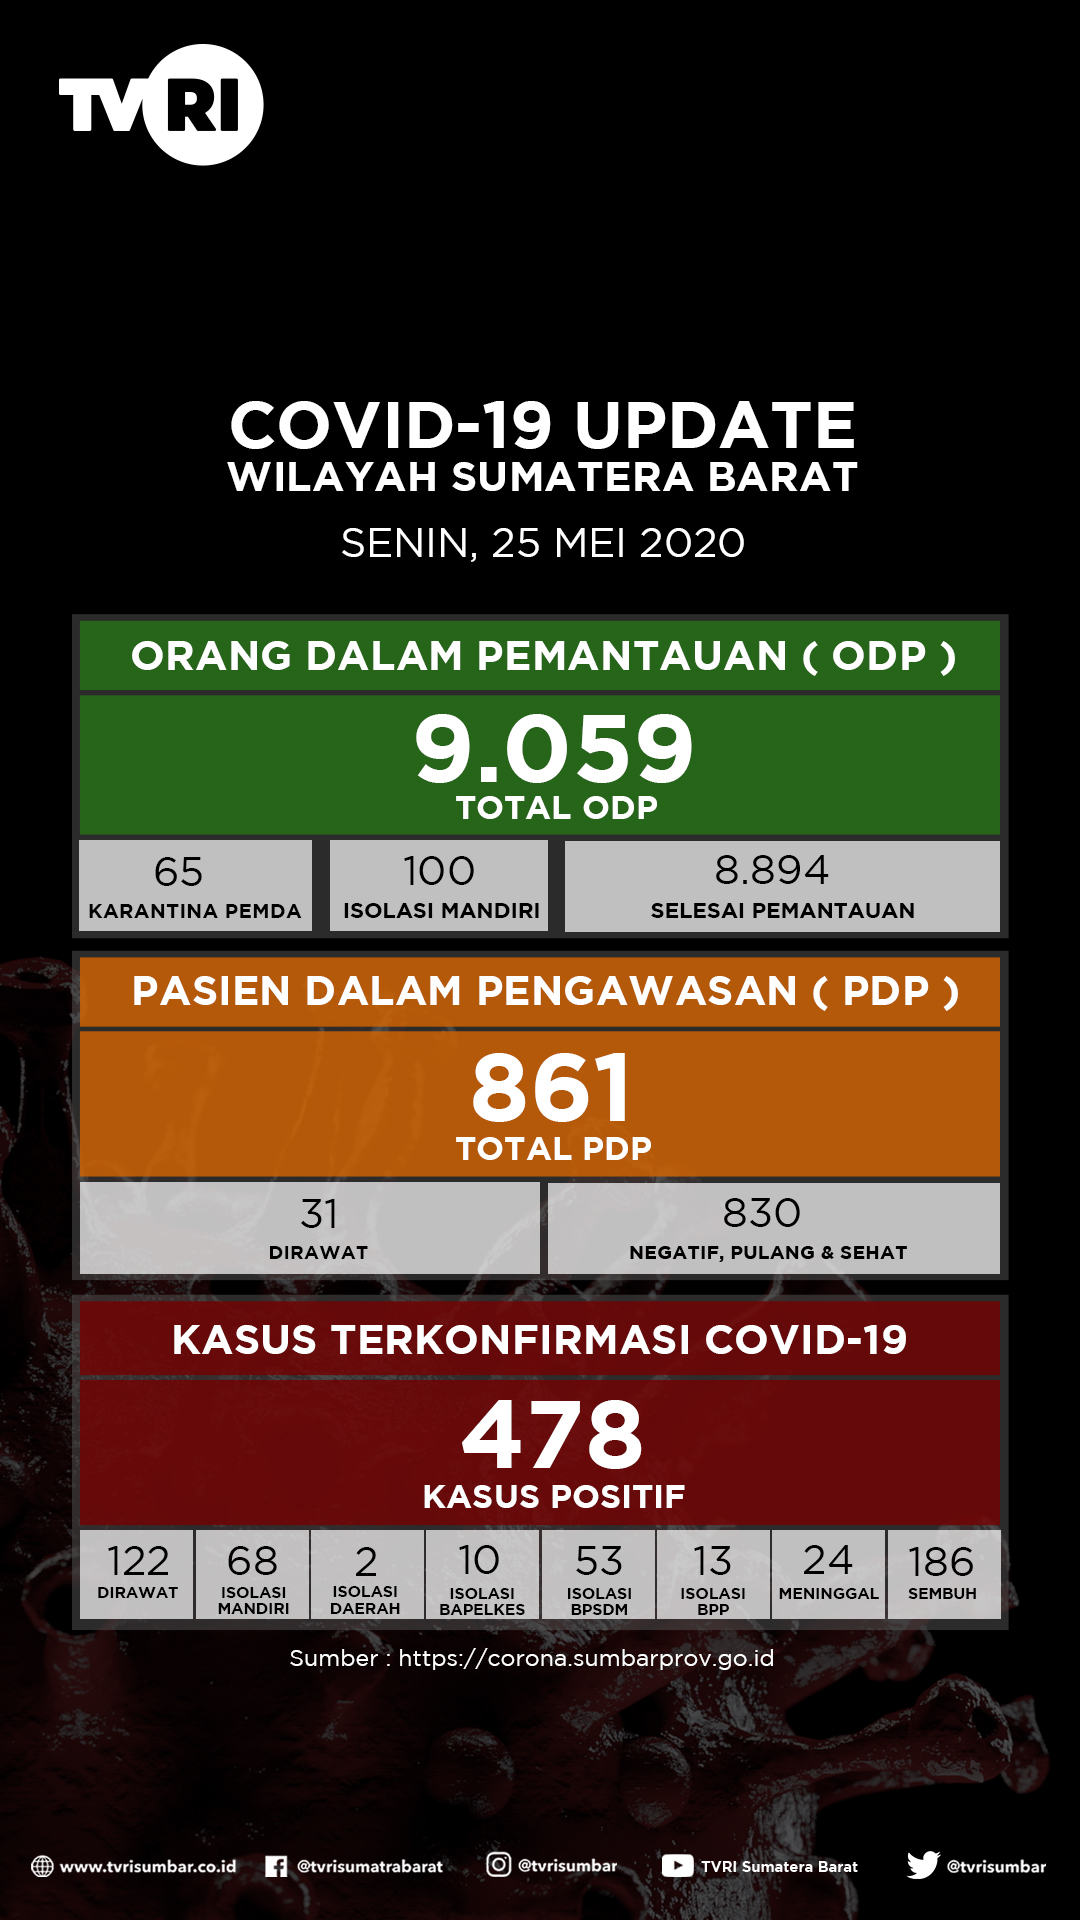 TVRI
COVID-19 UPDATE
WILAYAH SUMATERA BARAT
SENIN, 25 MEI 2020
ORANG DALAM PEMANTAUAN ( ODP )
9.059
TOTAL ODP
65
KARANTINA PEMDA
100
ISOLASI MANDIRI
8.894
SELESAI PEMANTAUAN
PASIEN DALAM PENGAWASAN ( PDP )
861
TOTAL PDP
31
DIRAWAT
830
NEGATIF, PULANG & SEHAT
KASUS TERKONFIRMASI COVID-19
478
KASUS POSITIF
122
DIRAWAT
68
ISOLASI
MANDIRI
2
ISOLASI
DAERAH
10
ISOLASI
BAPELKES
53
ISOLASI
BPSDM
13
ISOLASI
BPP
24
MENINGGAL
186
SEMBUH
Sumber : https://corona.sumbarprov.go.id
www.tvrisumbar.co.id
@tvrisumatrabarat
@tvrisumbar
TVRI Sumatera Barat
@tvrisumbar